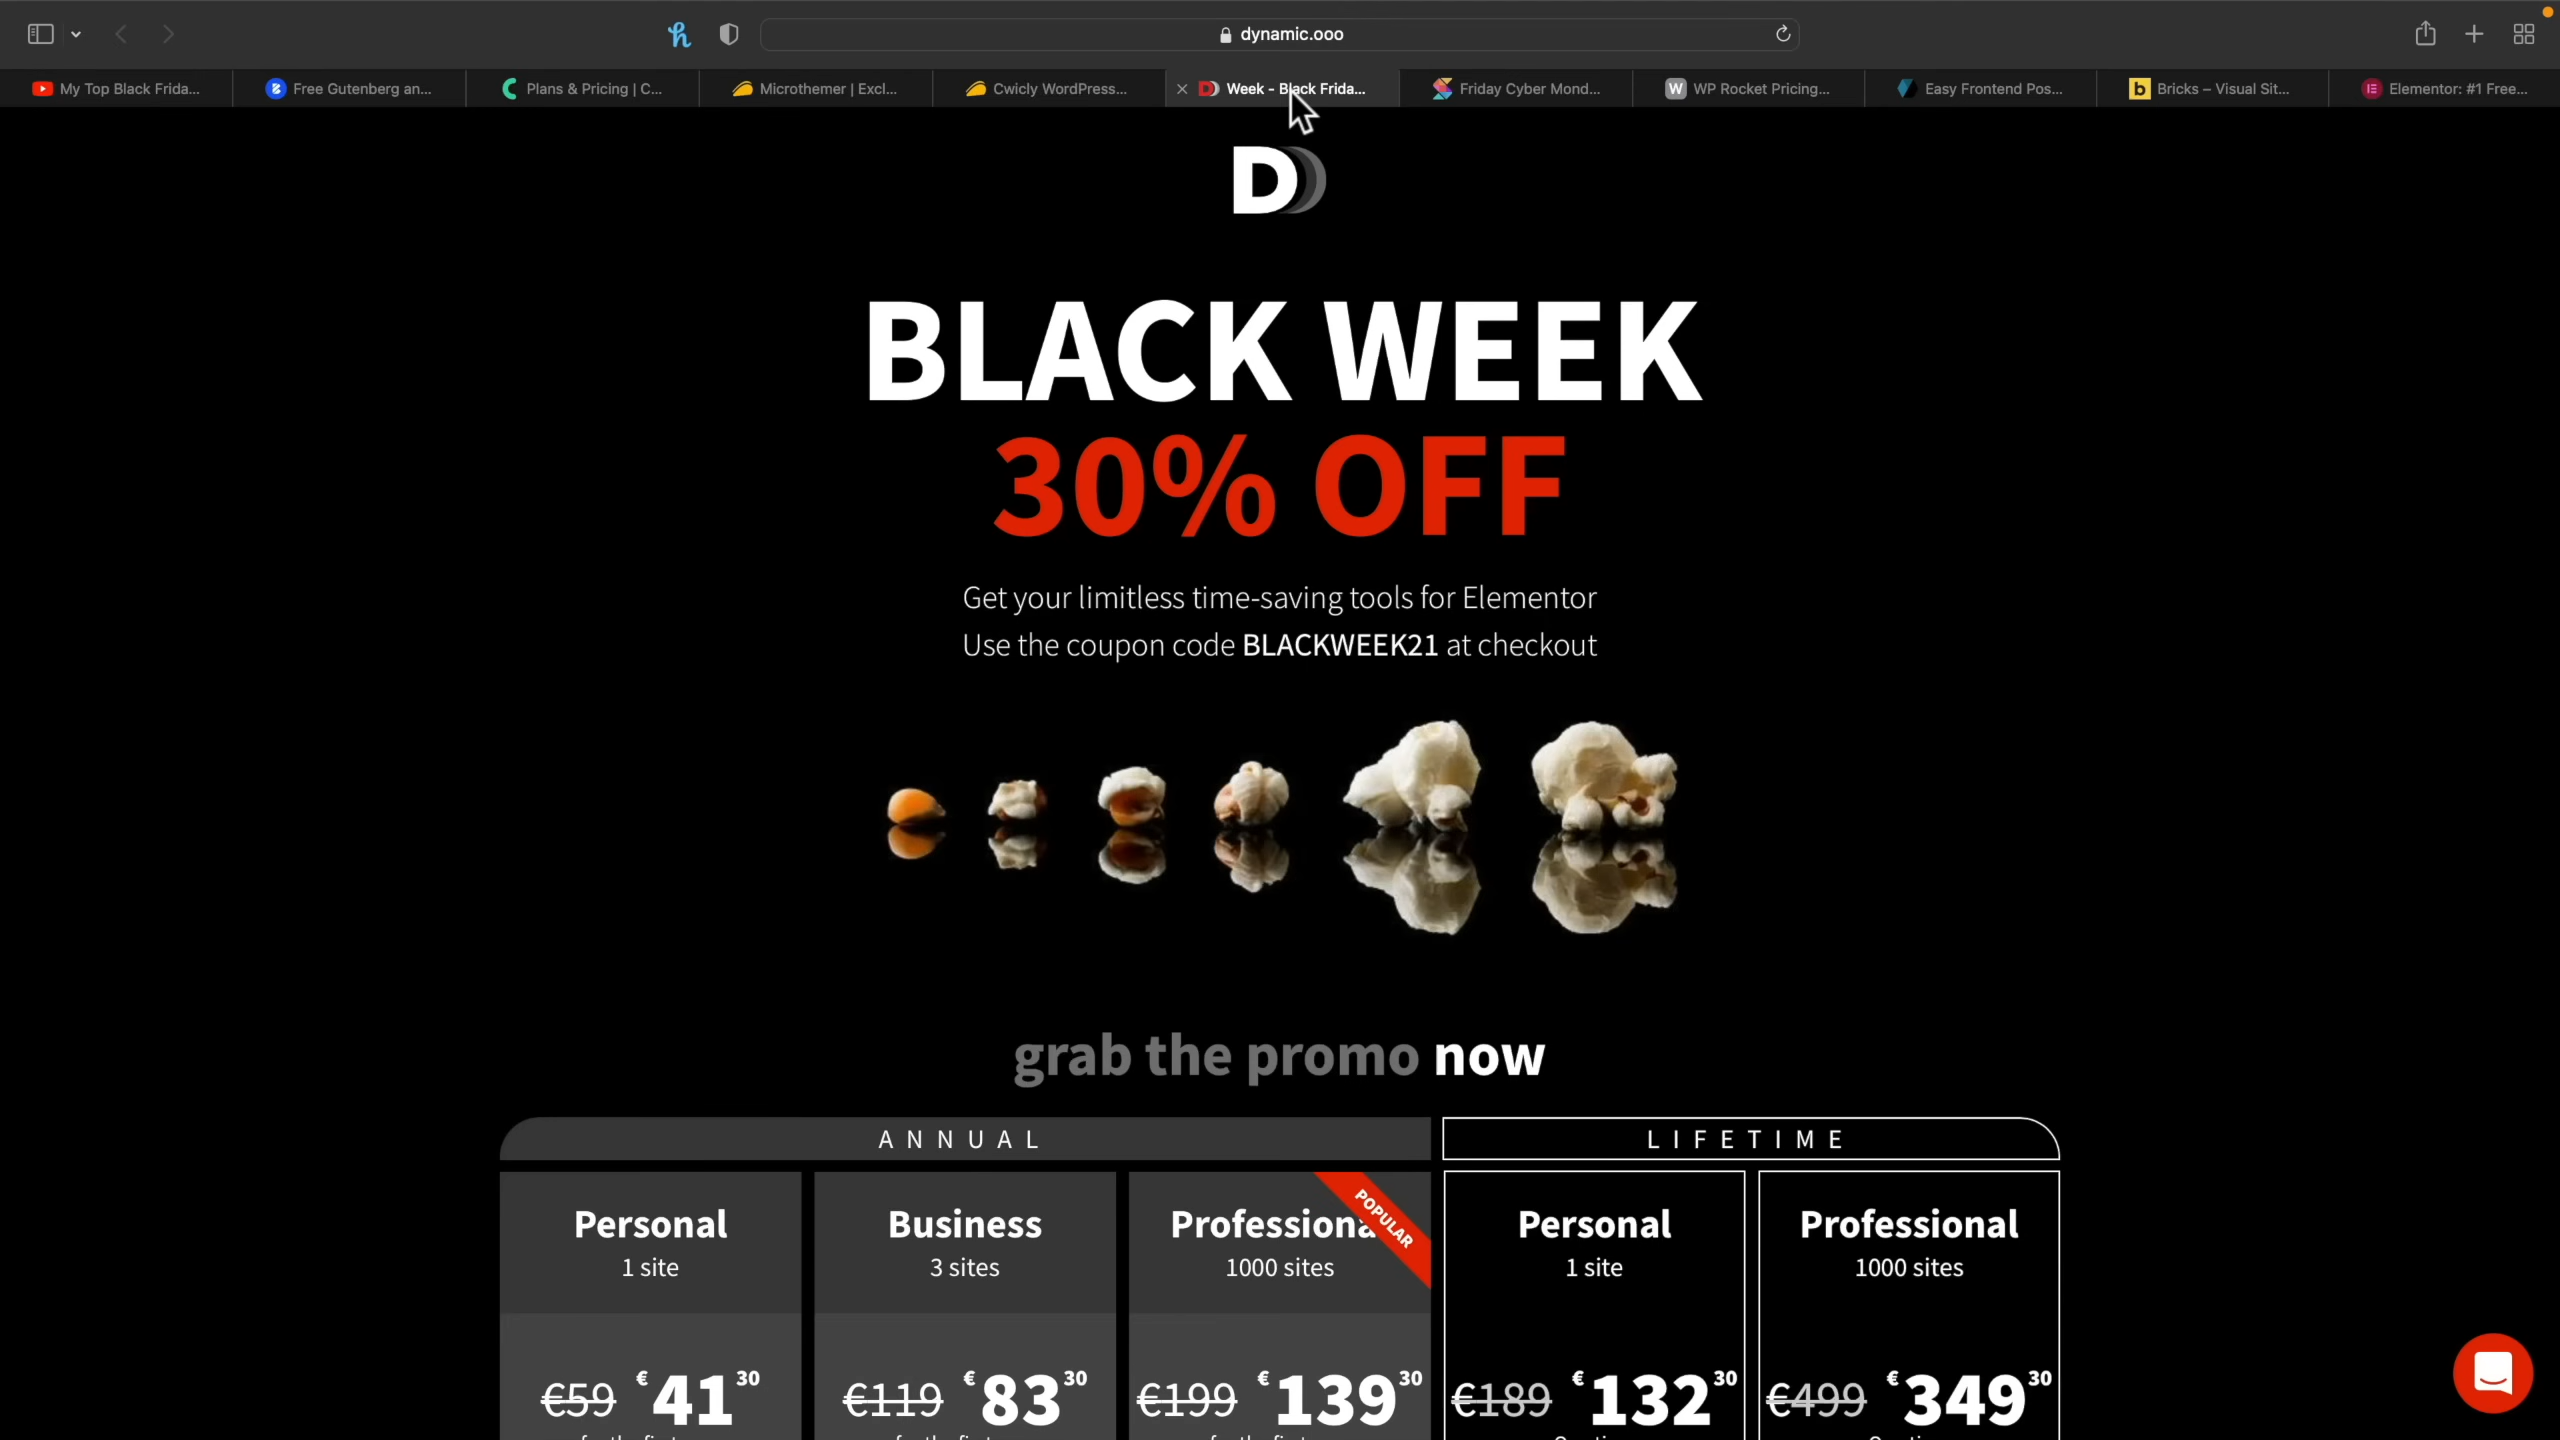 dynamic.ooo
My Top Black Frida...
Free Gutenberg an...
Plans & Pricing | C...
Microthemer | Excl...
Cwicly WordPress...
Week - Black Frida...
Friday Cyber Mond...
W WP Rocket Pricing...
Easy Frontend Pos...
b Bricks – Visual Sit...
Elementor: #1 Free...
D
BLACK WEEK
30% OFF
Get your limitless time-saving tools for Elementor
Use the coupon code BLACKWEEK21 at checkout
grab the promo now
ANNUAL
LIFETIME
Personal
1 site
€59 €41 30
Business
3 sites
€119 €83 30
Professiona
POPULAR
1000 sites
€199 €139 30
Personal
1 site
€189 €132 30
Professional
1000 sites
€499 €349 30